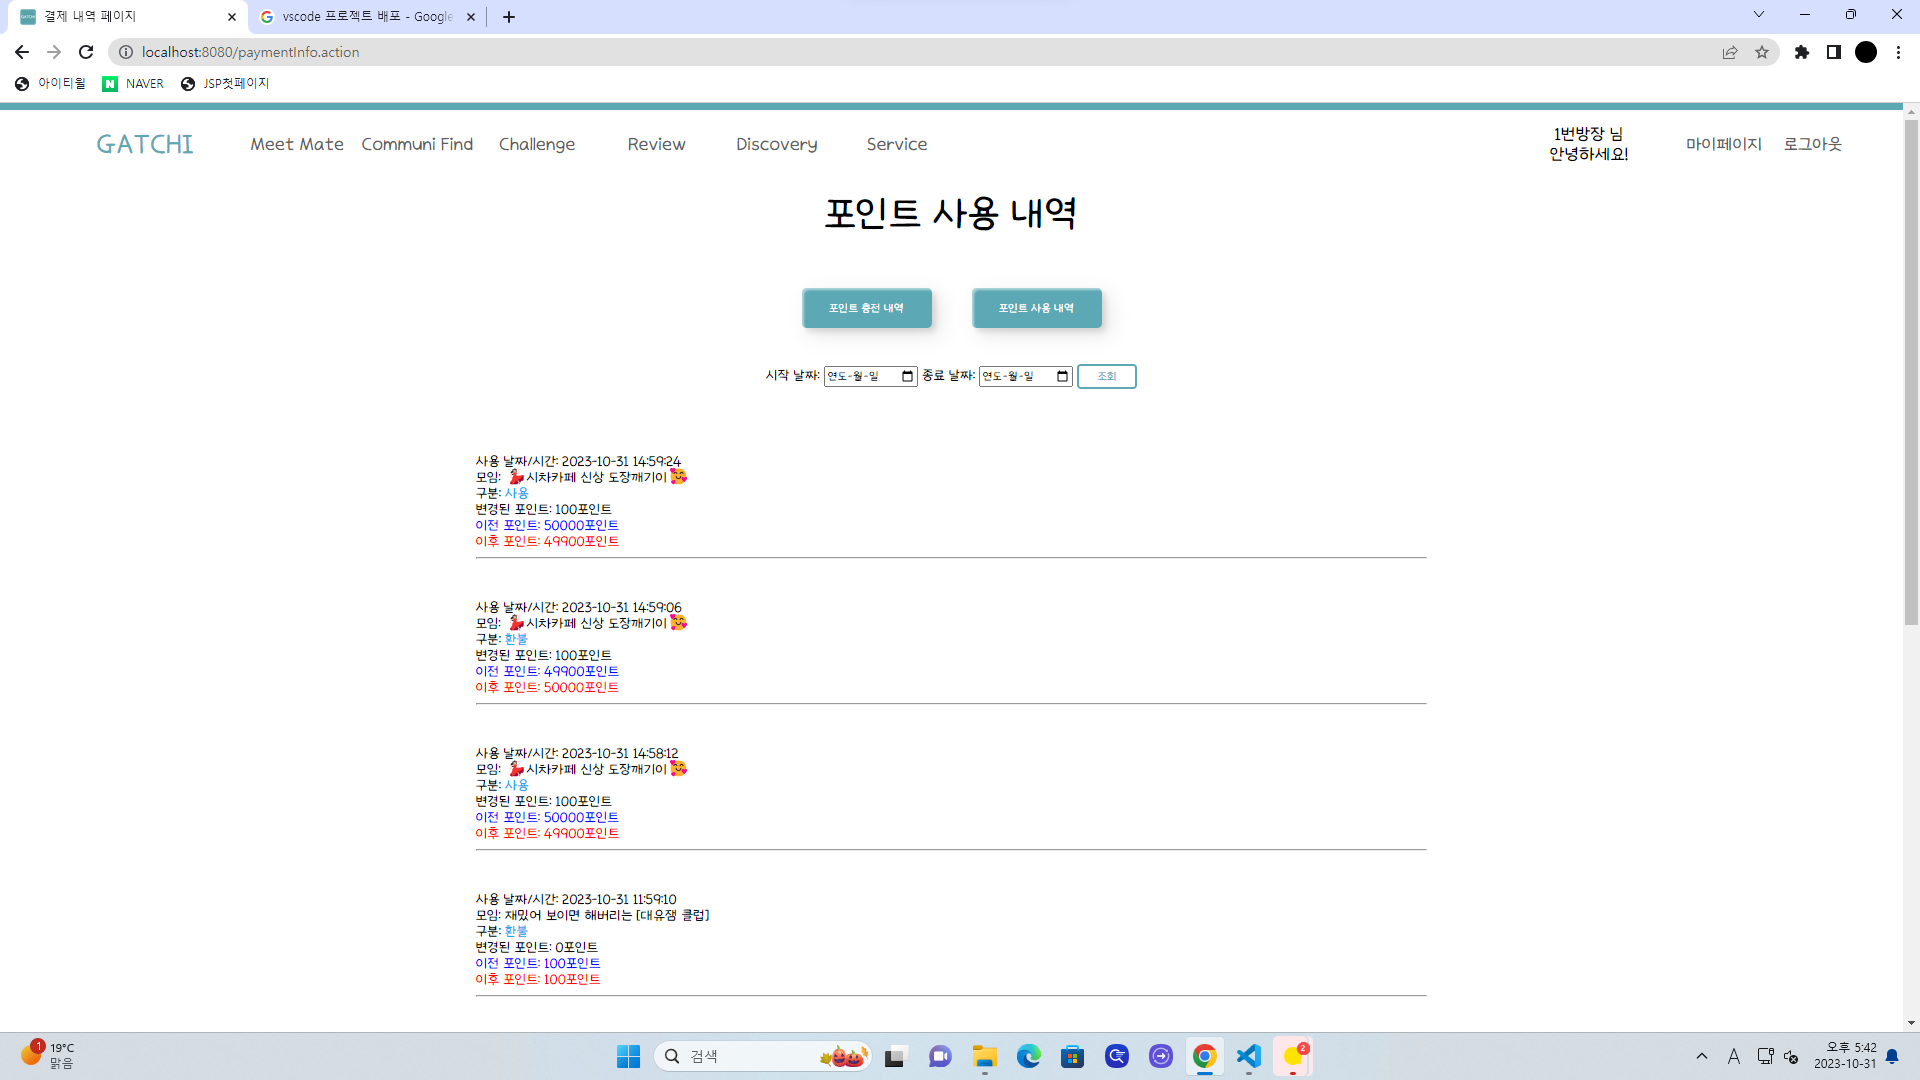 결제 내역 페이지
vscode 프로젝트 배포 - Google
localhost:8080/paymentInfo.action
아이티윌
NAVER
JSP첫페이지
GATCHI
Meet Mate
Communi Find
Challenge
Review
Discovery
Service
1번방장 님
안녕하세요!
마이페이지
로그아웃
포인트 사용 내역
포인트 충전 내역
포인트 사용 내역
시작 날짜: 연도-월-일 종료 날짜: 연도-월-일 조회
사용 날짜/시간: 2023-10-31 14:59:24
모임: 💃시차카페 신상 도장깨기이 🥰
구분: 사용
변경된 포인트: 100포인트
이전 포인트: 50000포인트
이후 포인트: 49900포인트
사용 날짜/시간: 2023-10-31 14:59:06
모임: 💃시차카페 신상 도장깨기이 🥰
구분: 환불
변경된 포인트: 100포인트
이전 포인트: 49900포인트
이후 포인트: 50000포인트
사용 날짜/시간: 2023-10-31 14:58:12
모임: 💃시차카페 신상 도장깨기이 🥰
구분: 사용
변경된 포인트: 100포인트
이전 포인트: 50000포인트
이후 포인트: 49900포인트
사용 날짜/시간: 2023-10-31 11:59:10
모임: 재밌어 보이면 해버리는 [대유잼 클럽]
구분: 환불
변경된 포인트: 0포인트
이전 포인트: 100포인트
이후 포인트: 100포인트
1
19°C
맑음
검색
2
A
오후 5:42
2023-10-31